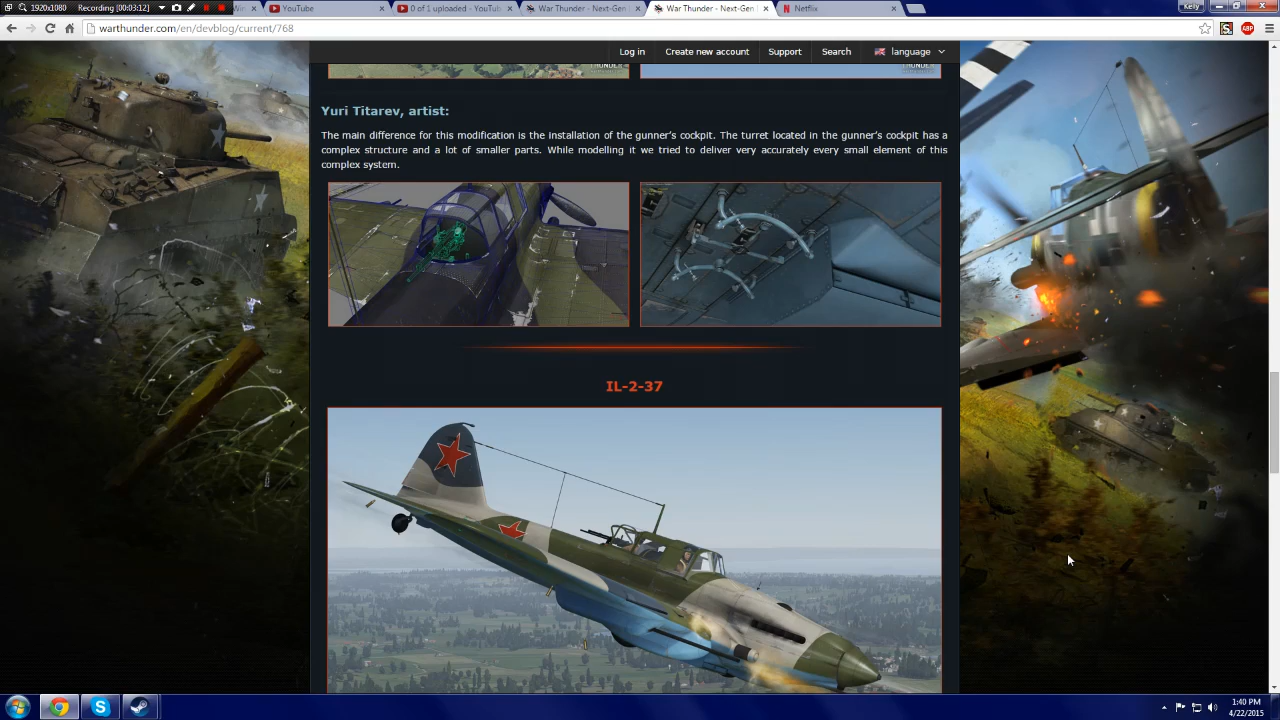 1920x1080 Recording [00:03:12]
YouTube
0 of 1 uploaded - YouTub
War Thunder - Next-Gen
War Thunder - Next-Gen
Netflix
Kelly
warthunder.com/en/devblog/current/768
ABP
Log in Create new account Support Search language
Yuri Titarev, artist:
The main difference for this modification is the installation of the gunner's cockpit. The turret located in the gunner's cockpit has a
complex structure and a lot of smaller parts. While modelling it we tried to deliver very accurately every small element of this
complex system.
IL-2-37
1:40 PM
4/22/2015